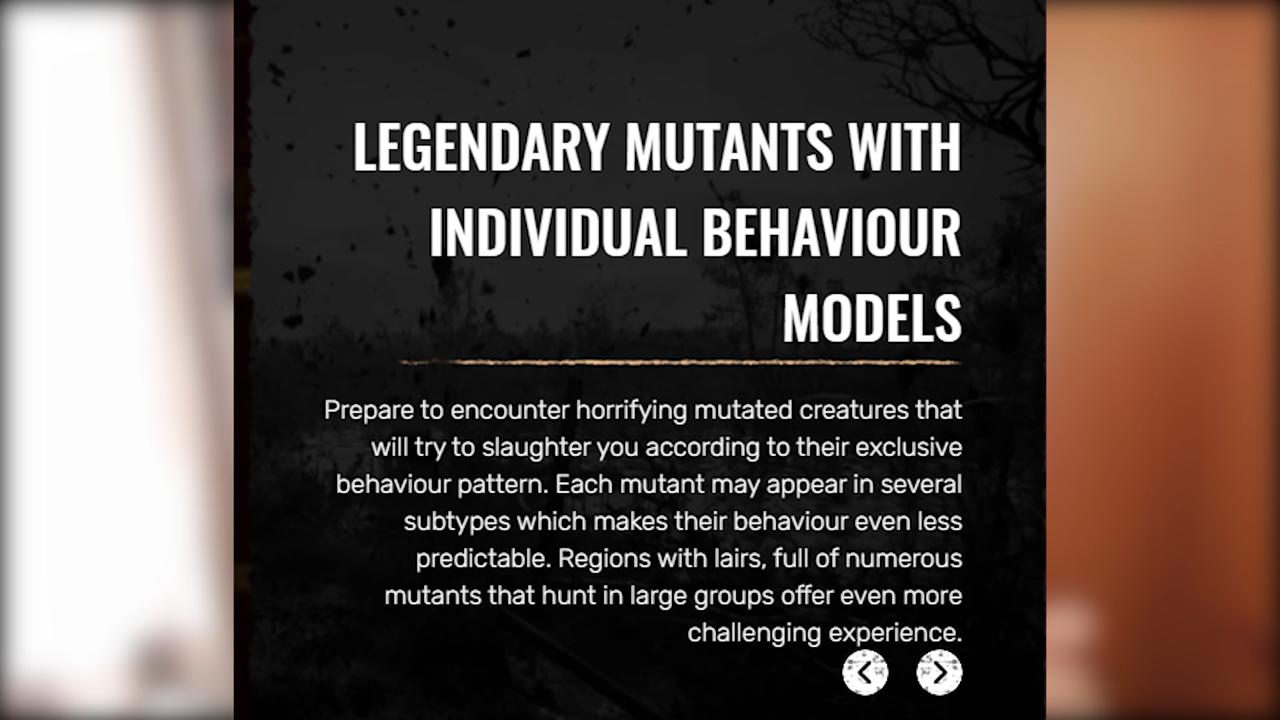 LEGENDARY MUTANTS WITH
INDIVIDUAL BEHAVIOUR
MODELS
Prepare to encounter horrifying mutated creatures that
will try to slaughter you according to their exclusive
behaviour pattern. Each mutant may appear in several
subtypes which makes their behaviour even less
predictable. Regions with lairs, full of numerous
mutants that hunt in large groups offer even more
challenging experience.